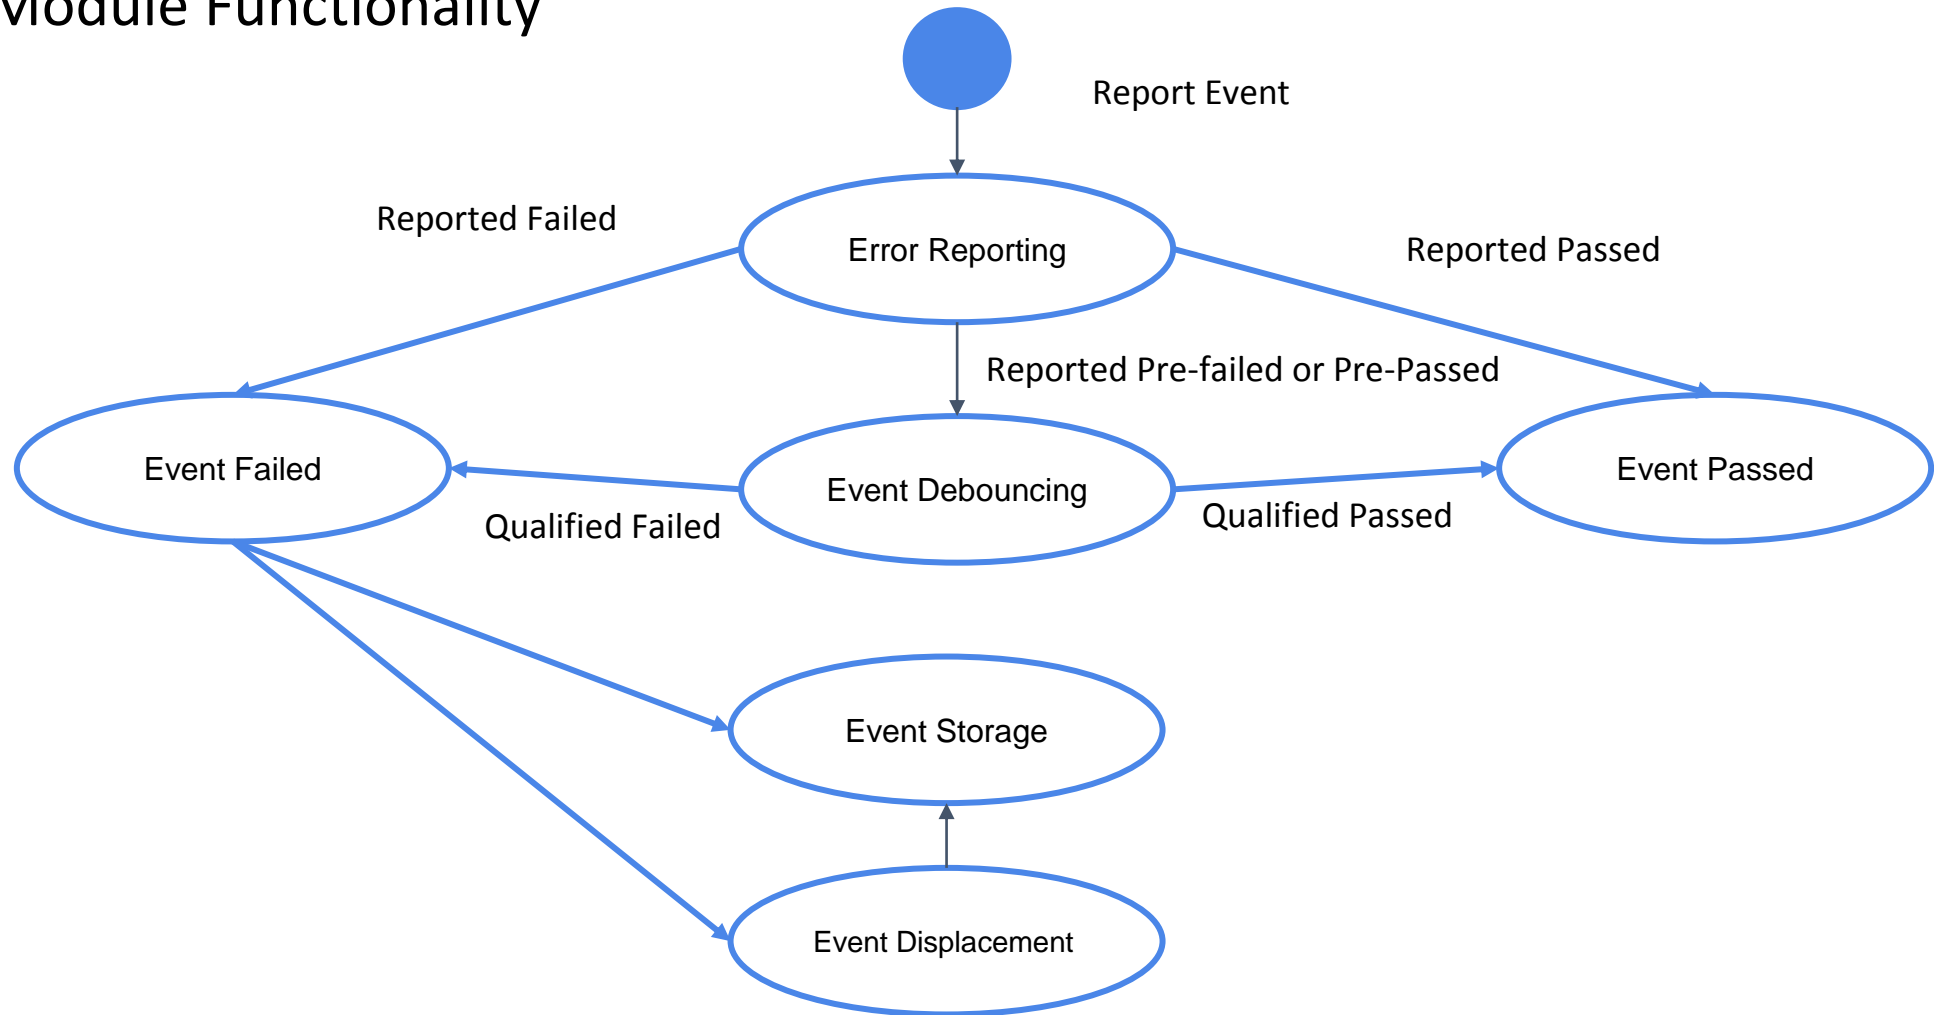 Module Functionality
Report Event
Reported Failed
Error Reporting
Reported Passed
Reported Pre-failed or Pre-Passed
Event Failed
Event Debouncing
Event Passed
Qualified Failed
Qualified Passed
Event Storage
Event Displacement